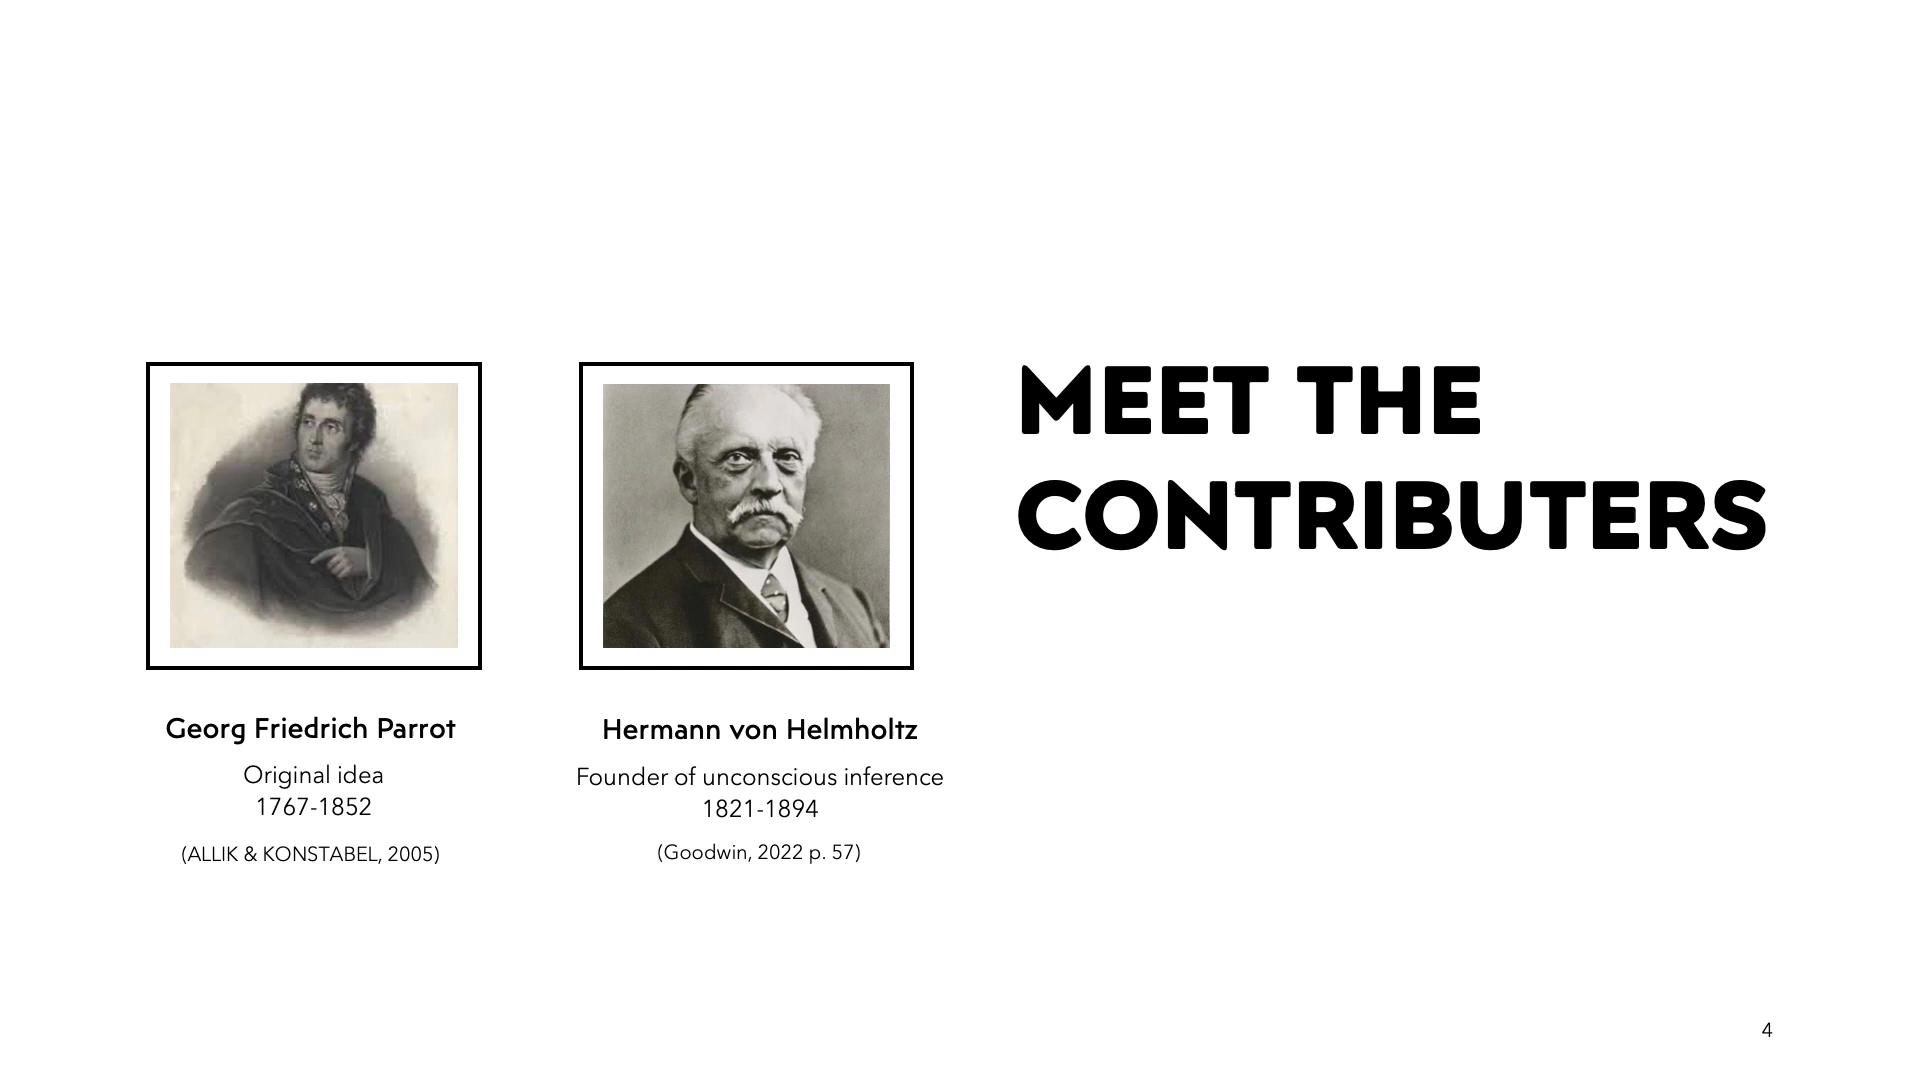 MEET THE
CONTRIBUTERS
Georg Friedrich Parrot
Original idea
1767-1852
(ALLIK & KONSTABEL, 2005)
Hermann von Helmholtz
Founder of unconscious inference
1821-1894
(Goodwin, 2022 p. 57)
4